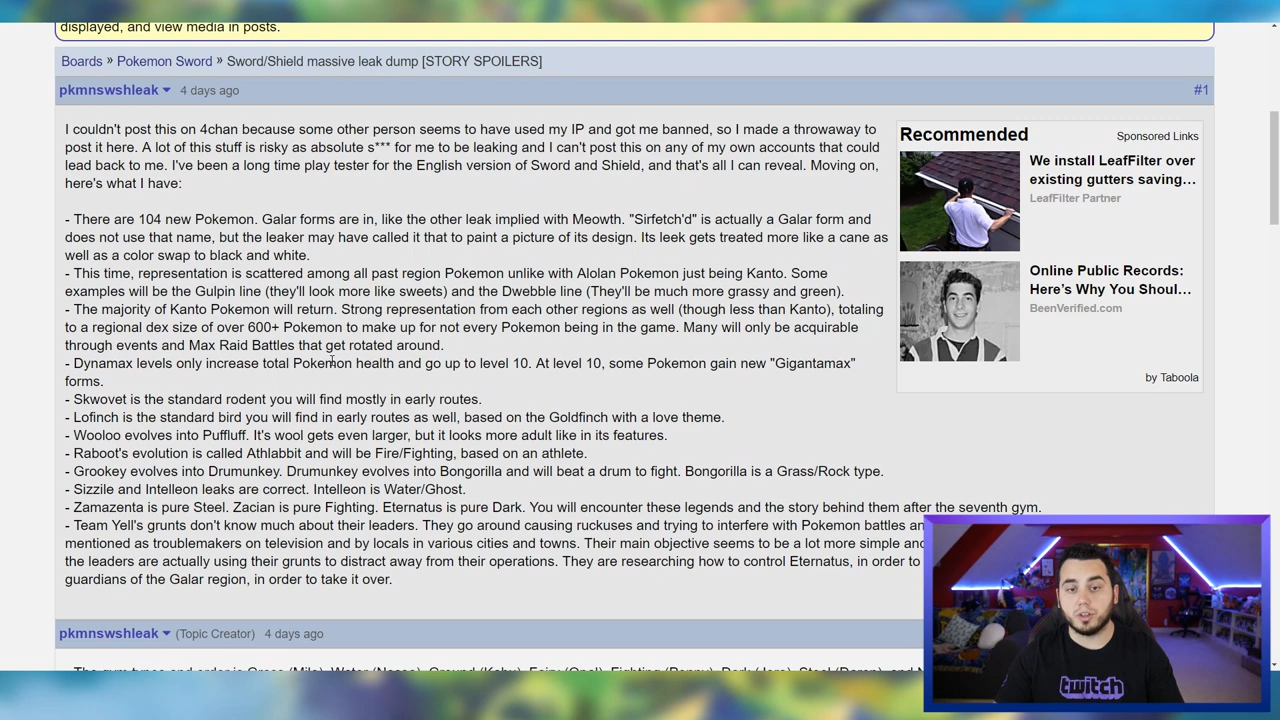 displayed, and view media in posts.
Boards » Pokemon Sword » Sword/Shield massive leak dump [STORY SPOILERS]
pkmnswshleak 4 days ago #1
I couldn't post this on 4chan because some other person seems to have used my IP and got me banned, so I made a throwaway to
post it here. A lot of this stuff is risky as absolute s*** for me to be leaking and I can't post this on any of my own accounts that could
lead back to me. I've been a long time play tester for the English version of Sword and Shield, and that's all I can reveal. Moving on,
here's what I have:
- There are 104 new Pokemon. Galar forms are in, like the other leak implied with Meowth. "Sirfetch'd" is actually a Galar form and
does not use that name, but the leaker may have called it that to paint a picture of its design. Its leek gets treated more like a cane as
well as a color swap to black and white.
- This time, representation is scattered among all past region Pokemon unlike with Alolan Pokemon just being Kanto. Some
examples will be the Gulpin line (they'll look more like sweets) and the Dwebble line (They'll be much more grassy and green).
- The majority of Kanto Pokemon will return. Strong representation from each other regions as well (though less than Kanto), totaling
to a regional dex size of over 600+ Pokemon to make up for not every Pokemon being in the game. Many will only be acquirable
through events and Max Raid Battles that get rotated around.
- Dynamax levels only increase total Pokemon health and go up to level 10. At level 10, some Pokemon gain new "Gigantamax"
forms.
- Skwovet is the standard rodent you will find mostly in early routes.
- Lofinch is the standard bird you will find in early routes as well, based on the Goldfinch with a love theme.
- Wooloo evolves into Puffluff. It's wool gets even larger, but it looks more adult like in its features.
- Raboot's evolution is called Athlabbit and will be Fire/Fighting, based on an athlete.
- Grookey evolves into Drumunkey. Drumunkey evolves into Bongorilla and will beat a drum to fight. Bongorilla is a Grass/Rock type.
- Sizzile and Intelleon leaks are correct. Intelleon is Water/Ghost.
- Zamazenta is pure Steel. Zacian is pure Fighting. Eternatus is pure Dark. You will encounter these legends and the story behind them after the seventh gym.
- Team Yell's grunts don't know much about their leaders. They go around causing ruckuses and trying to interfere with Pokemon battles an
mentioned as troublemakers on television and by locals in various cities and towns. Their main objective seems to be a lot more simple and
the leaders are actually using their grunts to distract away from their operations. They are researching how to control Eternatus, in order to
guardians of the Galar region, in order to take it over.
Recommended Sponsored Links
We install LeafFilter over
existing gutters saving…
LeafFilter Partner
Online Public Records:
Here's Why You Shoul…
BeenVerified.com
by Taboola
pkmnswshleak (Topic Creator) 4 days ago
twitch